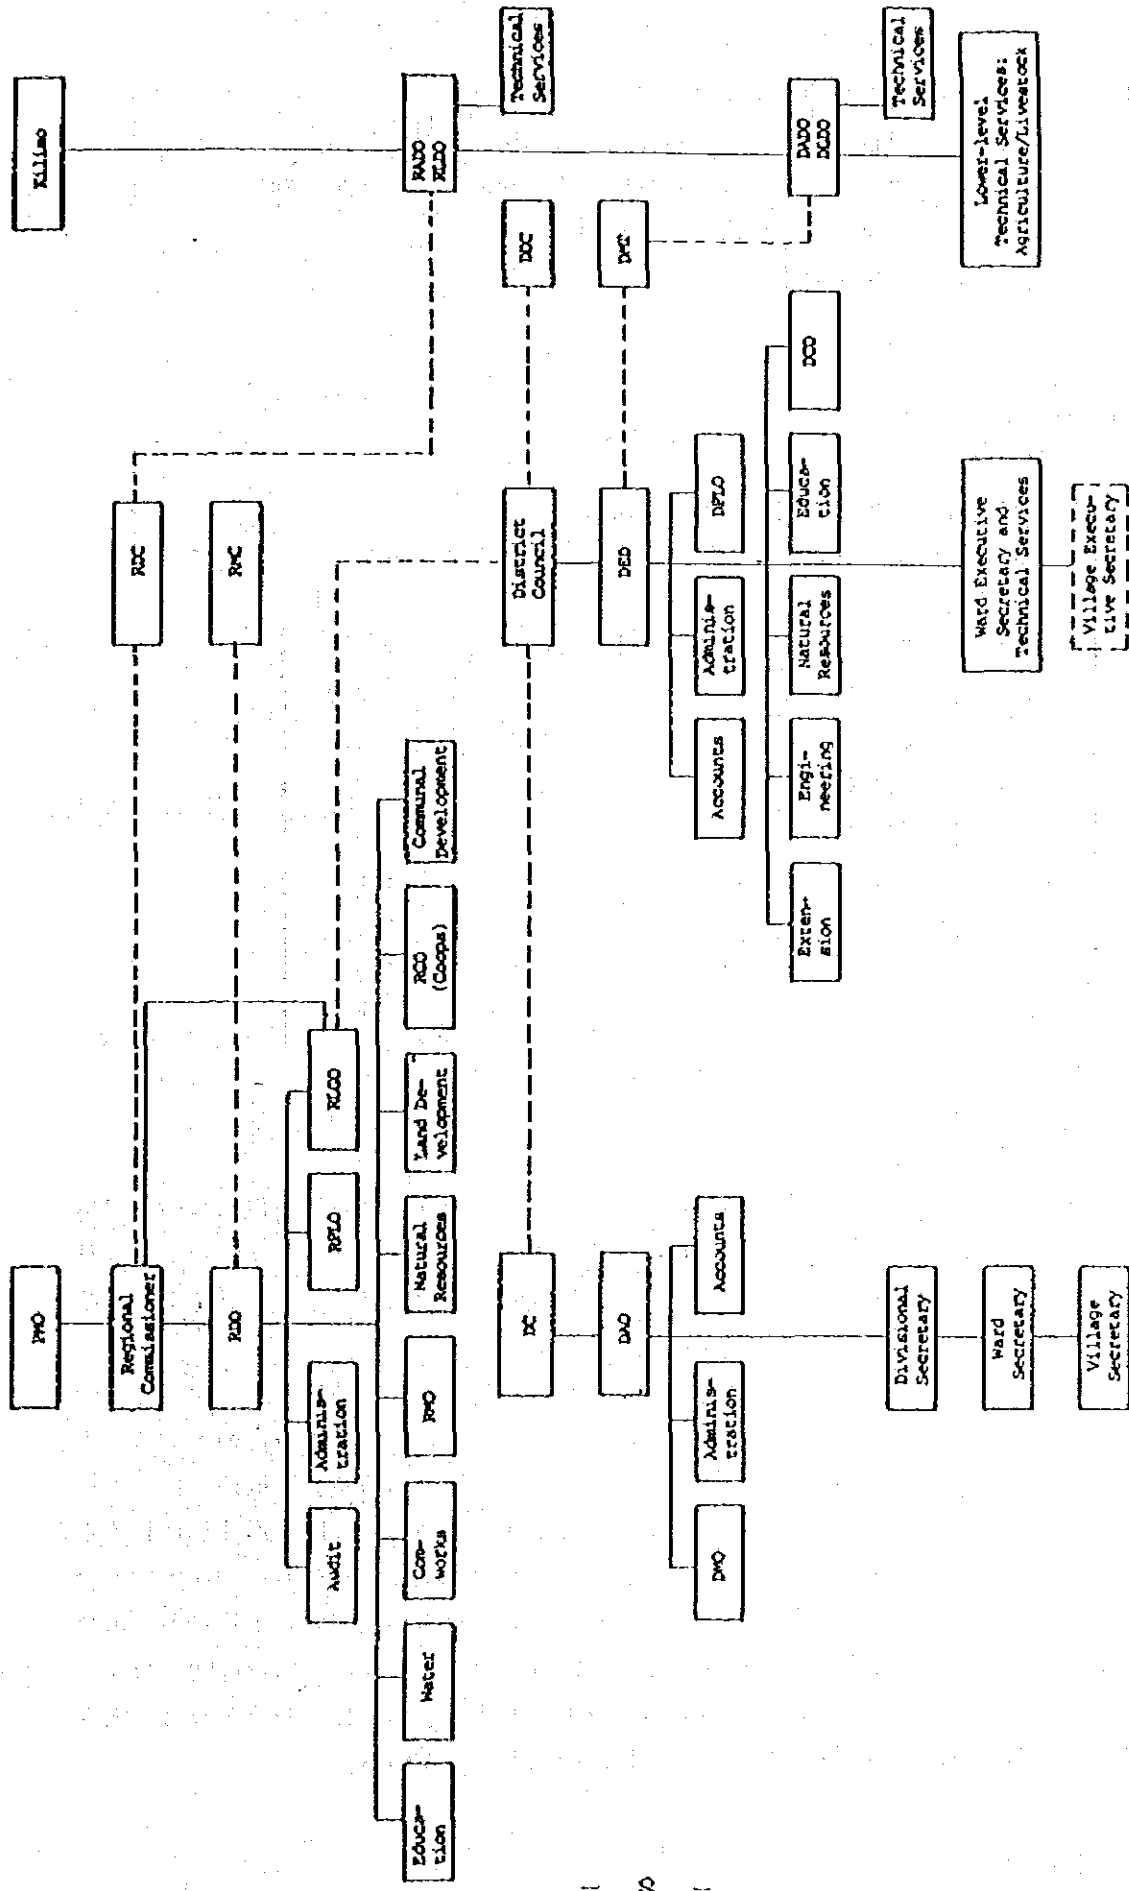 PMO
Kilimo
Regional
Commissioner
RDC
RDO
RMC
Audit
Adminis-
tration
RPLO
RLGO
Educa-
tion
Water
Com-
works
RMO
Natural
Resources
Land De-
velopment
RCO
(Coops)
Communal
Development
RADO
RLDO
Technical
Services
DC
District
Council
DDC
DAO
DED
DMT
DMO
Adminis-
tration
Accounts
Accounts
Adminis-
tration
DPLO
Exten-
sion
Engi-
neering
Natural
Resources
Educa-
tion
DCO
DADO
DLDO
Technical
Services
Divisional
Secretary
Ward
Secretary
Village
Secretary
Ward Executive
Secretary and
Technical Services
Village Execu-
tive Secretary
Lower-level
Technical Services:
Agriculture/Livestock